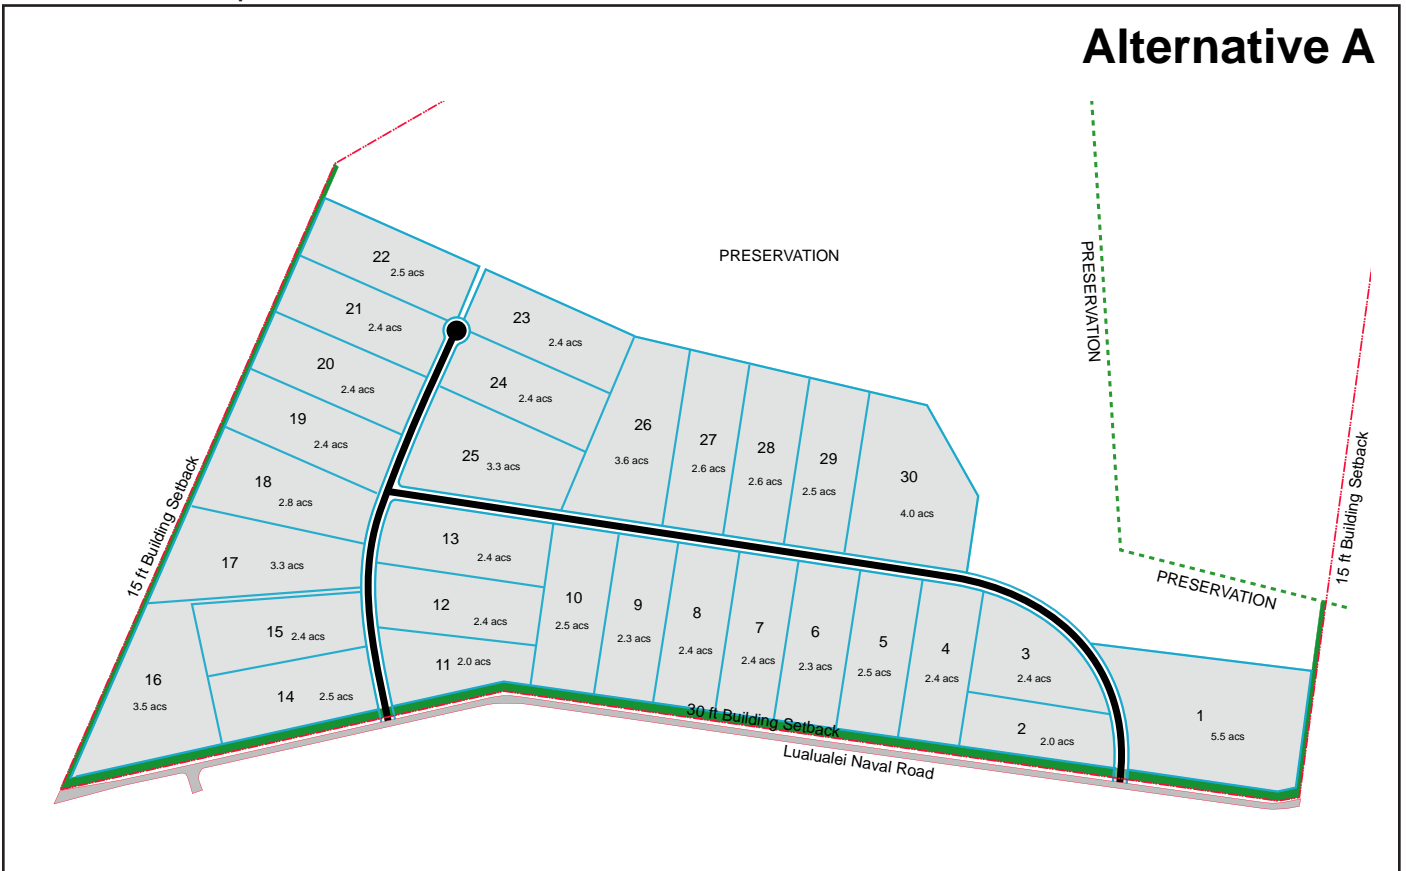 Alternative A
PRESERVATION
PRESERVATION
PRESERVATION
15 ft Building Setback
15 ft Building Setback
22
2.5 acs
21
2.4 acs
20
2.4 acs
19
2.4 acs
18
2.8 acs
17
3.3 acs
16
3.5 acs
15
2.4 acs
14
2.5 acs
23
2.4 acs
24
2.4 acs
25
3.3 acs
26
3.6 acs
27
2.6 acs
28
2.6 acs
29
2.5 acs
30
4.0 acs
13
2.4 acs
12
2.4 acs
11
2.0 acs
10
2.5 acs
9
2.3 acs
8
2.4 acs
7
2.4 acs
6
2.3 acs
5
2.5 acs
4
2.4 acs
3
2.4 acs
2
2.0 acs
1
5.5 acs
30 ft Building Setback
Lualualei Naval Road